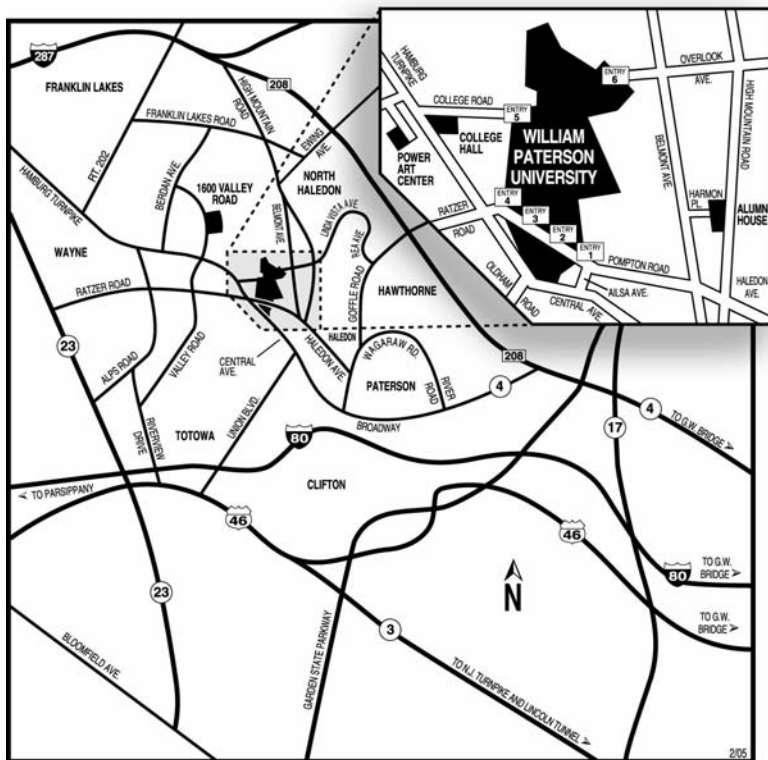 287
FRANKLIN LAKES
208
HIGH MOUNTAIN
ROAD
FRANKLIN LAKES ROAD
EWING
AVE.
RT. 202
BERDAN AVE.
HAMBURG TURNPIKE
1600 VALLEY
ROAD
NORTH
HALEDON
BELMONT AVE.
LINDA VISTA AVE
REA AVE
WAYNE
RATZER ROAD
GOFFLE ROAD
HAWTHORNE
23
ALPS ROAD
VALLEY ROAD
CENTRAL
AVE.
HALEDON AVE.
HALEDON
WAGARAW RD.
PATERSON
RIVER
ROAD
208
4
BROADWAY
RIVERVIEW
DRIVE
TOTOWA
UNION BLVD.
80
17
4
TO G.W. BRIDGE
TO PARSIPPANY
CLIFTON
46
46
TO G.W.
BRIDGE
80
N
TO G.W.
BRIDGE
23
3
GARDEN STATE PARKWAY
BLOOMFIELD AVE.
TO N.J. TURNPIKE AND LINCOLN TUNNEL
2/05
HAMBURG
TURNPIKE
COLLEGE ROAD
ENTRY
5
ENTRY
6
OVERLOOK
AVE.
HIGH MOUNTAIN ROAD
COLLEGE
HALL
POWER
ART
CENTER
WILLIAM
PATERSON
UNIVERSITY
BELMONT AVE.
HARMON
PL.
ALUMNI
HOUSE
RATZER
ROAD
ENTRY
4
ENTRY
3
ENTRY
2
ENTRY
1
POMPTON ROAD
OLDHAM
ROAD
AILSA AVE.
CENTRAL AVE.
HALEDON
AVE.